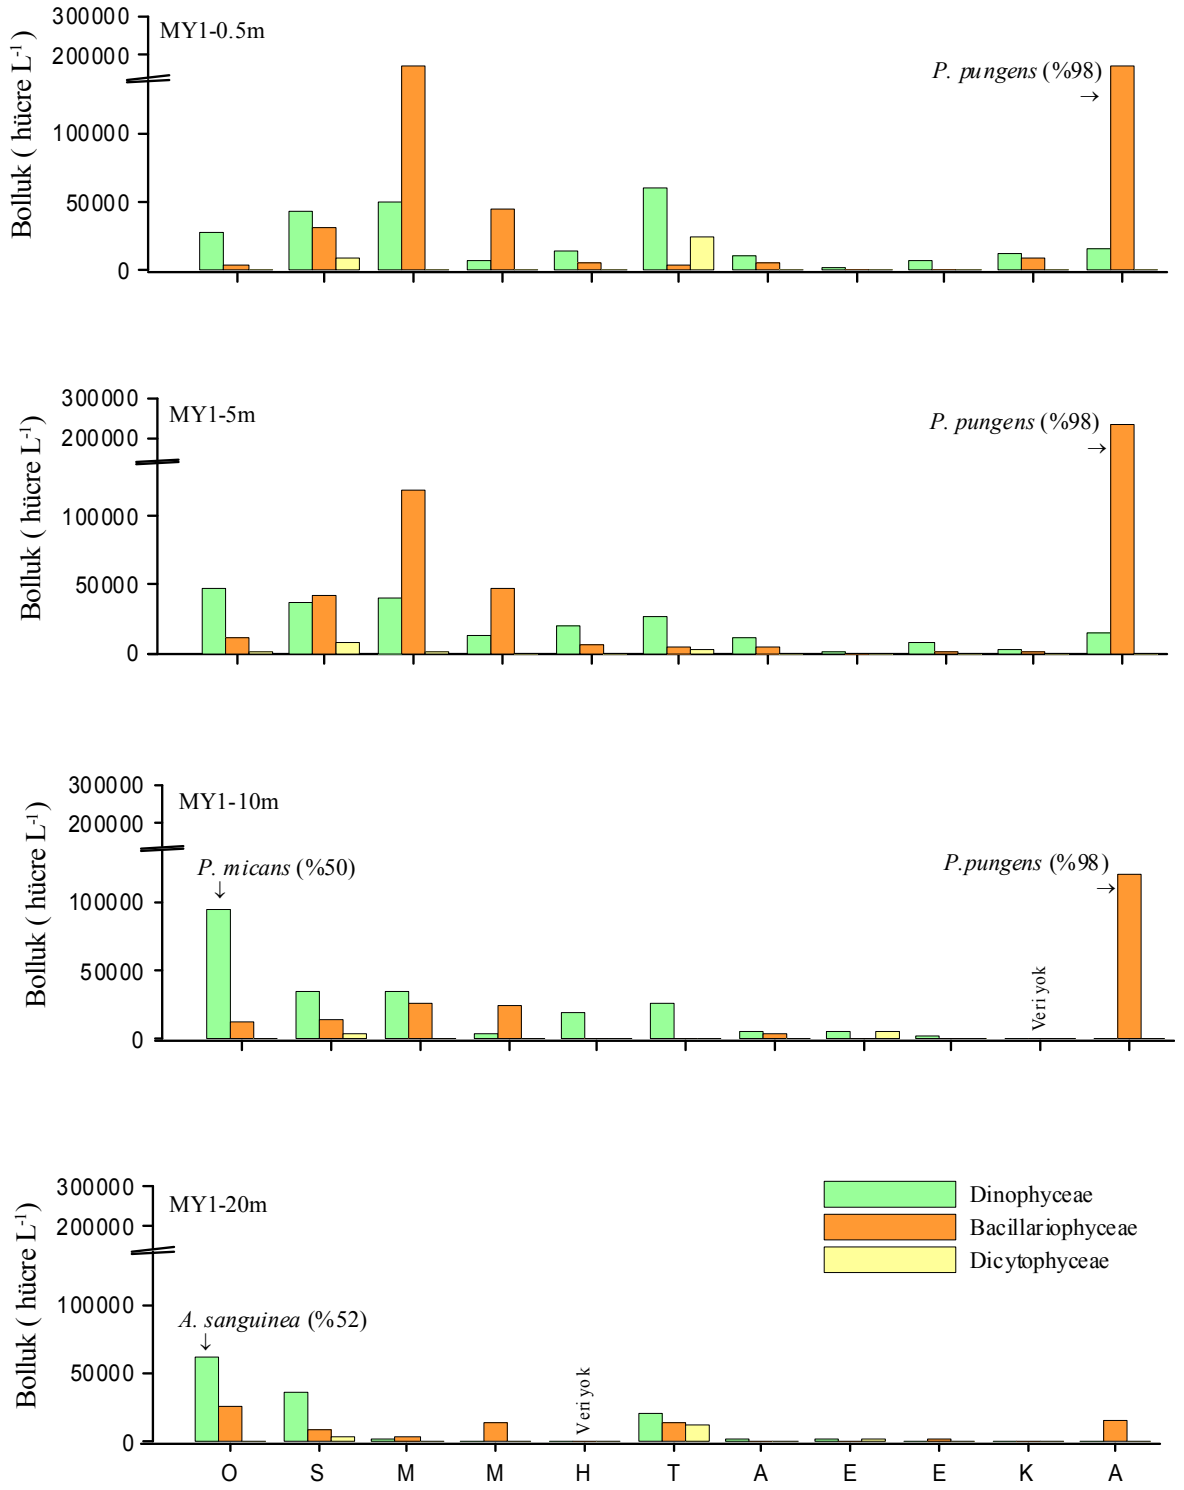 300000
MY1-0.5m
200000
P. pungens (%98)
→
100000
50000
0
Bolluk ( hücre L-1)
300000
MY1-5m
200000
P. pungens (%98)
→
100000
50000
0
Bolluk ( hücre L-1)
300000
MY1-10m
200000
P. micans (%50)
↓
P.pungens (%98)
→
100000
50000
Veri yok
0
Bolluk ( hücre L-1)
300000
MY1-20m
200000
Dinophyceae
Bacillariophyceae
Dicytophyceae
100000
A. sanguinea (%52)
↓
50000
Veri yok
0
Bolluk ( hücre L-1)
O S M M H T A E E K A